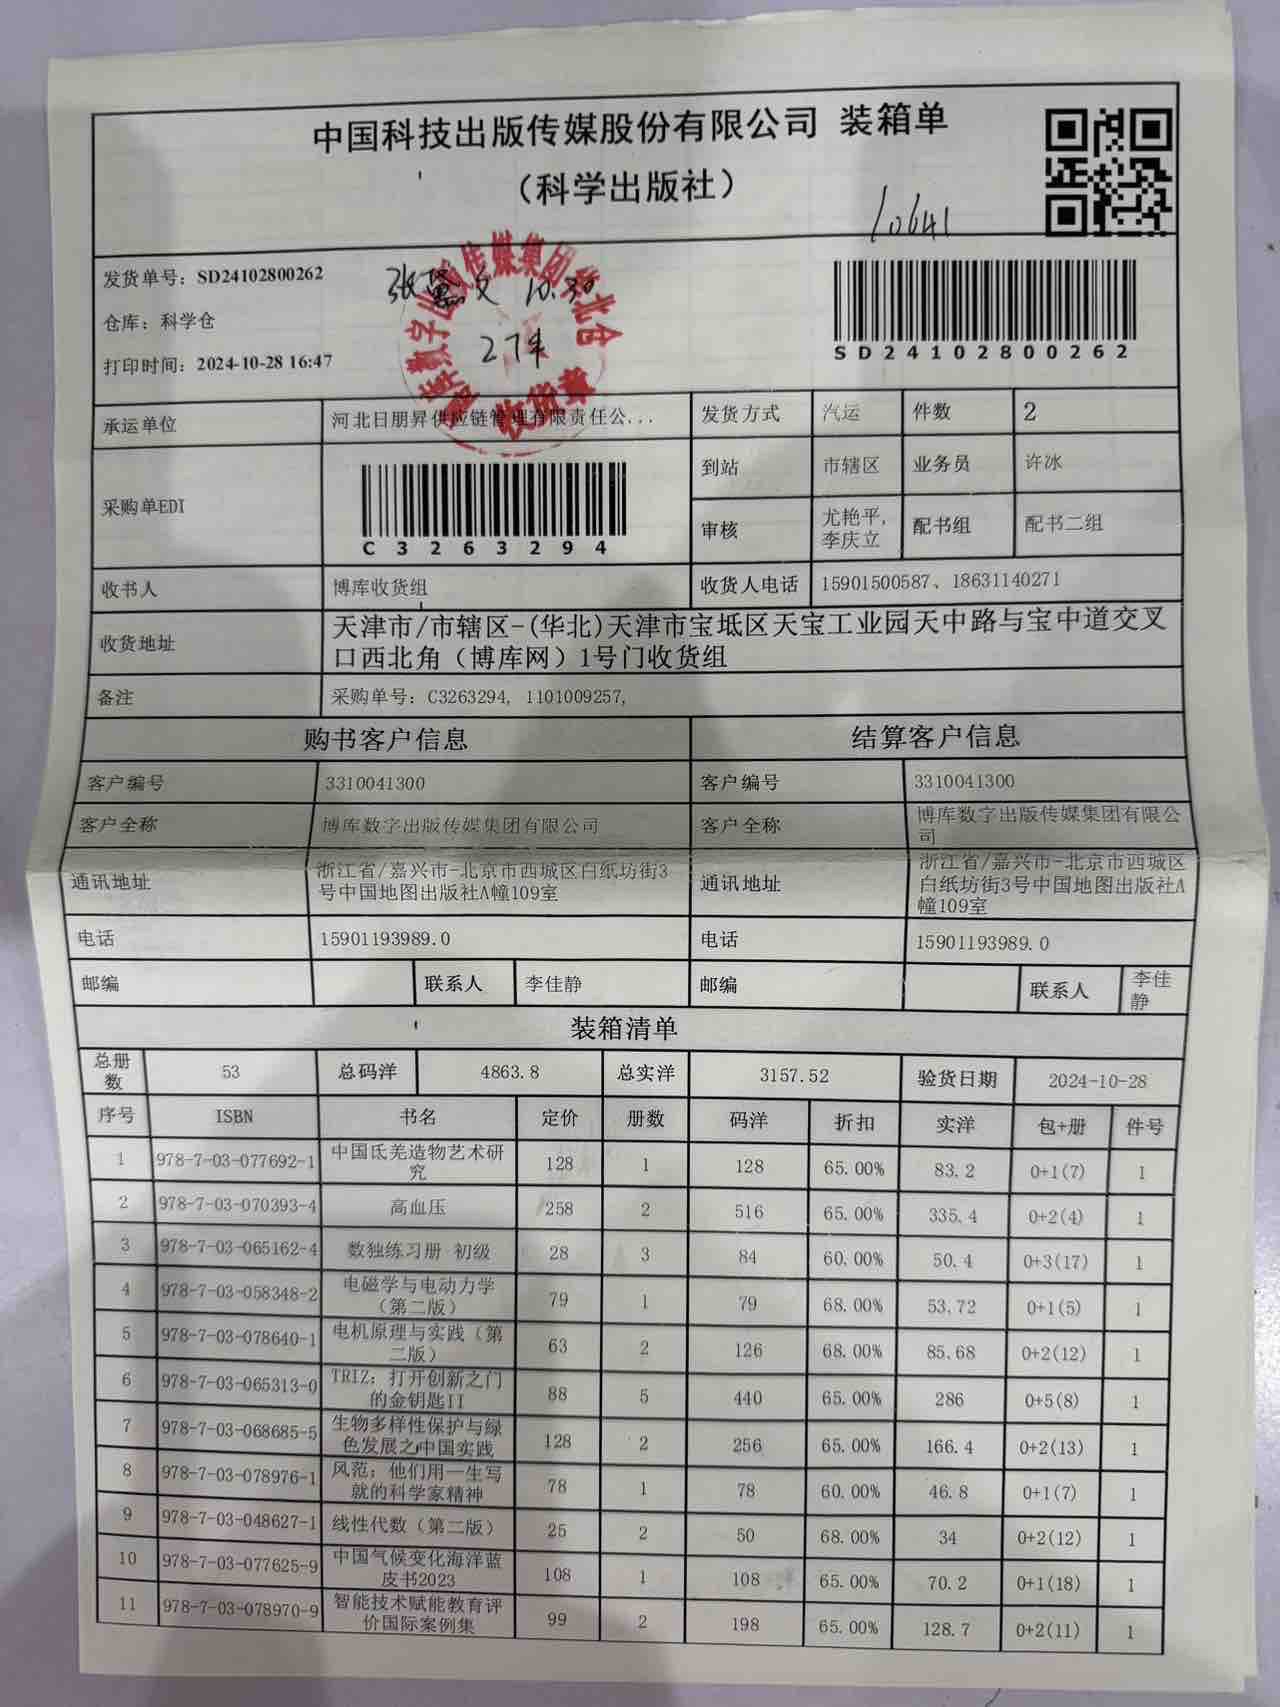 中国科技出版传媒股份有限公司 装箱单
（科学出版社）
10641
发货单号：SD24102800262
仓库：科学仓
打印时间：2024-10-28 16:47
10.30
SD24102800262
承运单位 河北日朋昇供应链管理有限责任公... 发货方式 汽运 件数 2
采购单EDI C3263294 到站 市辖区 业务员 许冰
审核 尤艳平,李庆立 配书组 配书二组
收书人 博库收货组 收货人电话 15901500587、18631140271
收货地址 天津市/市辖区-(华北)天津市宝坻区天宝工业园天中路与宝中道交叉
口西北角（博库网）1号门收货组
备注 采购单号：C3263294, 1101009257,
购书客户信息 结算客户信息
客户编号 3310041300 客户编号 3310041300
客户全称 博库数字出版传媒集团有限公司 客户全称 博库数字出版传媒集团有限公司
通讯地址 浙江省/嘉兴市-北京市西城区白纸坊街3号中国地图出版社A幢109室 通讯地址 浙江省/嘉兴市-北京市西城区白纸坊街3号中国地图出版社A幢109室
电话 15901193989.0 电话 15901193989.0
邮编 联系人 李佳静 邮编 联系人 李佳静
装箱清单
总册数 53 总码洋 4863.8 总实洋 3157.52 验货日期 2024-10-28
序号 ISBN 书名 定价 册数 码洋 折扣 实洋 包+册 件号
1 978-7-03-077692-1 中国氐羌造物艺术研究 128 1 128 65.00% 83.2 0+1(7) 1
2 978-7-03-070393-4 高血压 258 2 516 65.00% 335.4 0+2(4) 1
3 978-7-03-065162-4 数独练习册 初级 28 3 84 60.00% 50.4 0+3(17) 1
4 978-7-03-058348-2 电磁学与电动力学（第二版） 79 1 79 68.00% 53.72 0+1(5) 1
5 978-7-03-078640-1 电机原理与实践（第二版） 63 2 126 68.00% 85.68 0+2(12) 1
6 978-7-03-065313-0 TRIZ：打开创新之门的金钥匙II 88 5 440 65.00% 286 0+5(8) 1
7 978-7-03-068685-5 生物多样性保护与绿色发展之中国实践 128 2 256 65.00% 166.4 0+2(13) 1
8 978-7-03-078976-1 风范：他们用一生写就的科学家精神 78 1 78 60.00% 46.8 0+1(7) 1
9 978-7-03-048627-1 线性代数（第二版） 25 2 50 68.00% 34 0+2(12) 1
10 978-7-03-077625-9 中国气候变化海洋蓝皮书2023 108 1 108 65.00% 70.2 0+1(18) 1
11 978-7-03-078970-9 智能技术赋能教育评价国际案例集 99 2 198 65.00% 128.7 0+2(11) 1